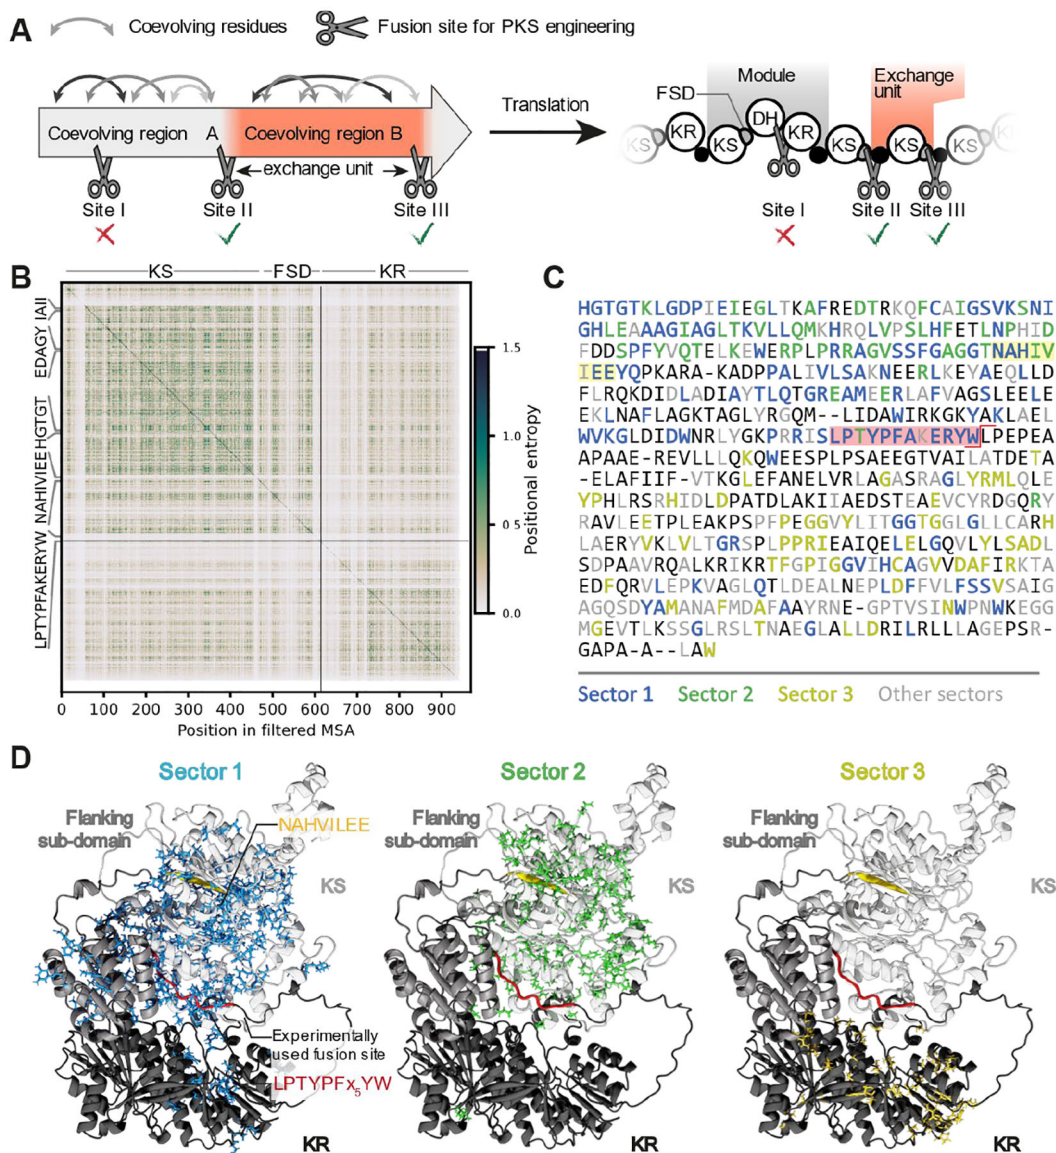 A
Coevolving residues
Fusion site for PKS engineering
Coevolving region A
Coevolving region B
exchange unit
Site I
Site II
Site III
Translation
Module
Exchange
unit
FSD
DH
KS
KR
KS
KR
KS
KS
KS
KR
Site I
Site II
Site III
B
KS
FSD
KR
IAII
EDAGY
HGTGT
NAHIVIEE
LPTYPFAKERYW
1.5
1.0
0.5
0.0
Positional entropy
0 100 200 300 400 500 600 700 800 900
Position in filtered MSA
C
HGTGTKLGDPIEIEGLTKAFREDTRKQFCAIGSVKSNI
GHLEAAAGIAGLTKVLLQMKHRQLVPSLHFETLNPHID
FDDSPFYVQTELKEWERPLPRRAGVSSFGAGGTNAHIV
IEEYQPKARA-KADPPALIVLSAKNEERLKEYAEQLLD
FLRQKDIDLADIAYTLQTGREAMEERLAFVAGSLEELE
EKLNAFLAGKTAGLYRGQM--LIDAWIRKGKYAKLAEL
WVKGLDIDWNRLYGKPRRISLPTYPFAKERYWLPEPEA
APAAE-REVLLLQKQWEESPLPSAEEGTVAILATDETA
-ELAFIIF-VTKGLEFANELVRLAGASRAGLYRMLQLE
YPHLRSRHIDLDPATDLAKIIAEDSTEAEVCYRDGQRY
RAVLEETPLEAKPSPFPEGGVYLITGGTGGLGLLCARH
LAERYVKLVLTGRSPLPPRIEAIQELELGQVLYLSADL
SDPAAVRQALKRIKRTFGPIGGVIHCAGVVDAFIRKTA
EDFQRVLEPKVAGLQTLDEALNEPLDFFVLFSSVSAIG
AGQSDYAMANAFMDAFAAYRNE-GPTVSINWPNWKEGG
MGEVTLKSSGLRSLTNAEGLALLDRILRLLLAGEPSR-
GAPA-A--LAW
Sector 1
Sector 2
Sector 3
Other sectors
D
Sector 1
Flanking
sub-domain
NAHVILEE
KS
Experimentally
used fusion site
LPTYPFx5YW
KR
Sector 2
Flanking
sub-domain
KS
KR
Sector 3
Flanking
sub-domain
KS
KR